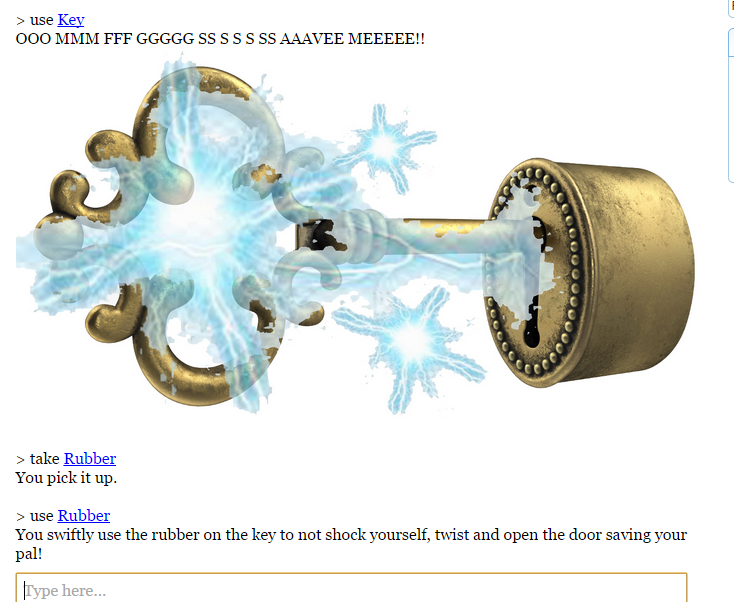 > use Key
OOO MMM FFF GGGGG SS S S S SS AAAVEE MEEEEE!!
> take Rubber
You pick it up.
> use Rubber
You swiftly use the rubber on the key to not shock yourself, twist and open the door saving your
pal!
Type here...